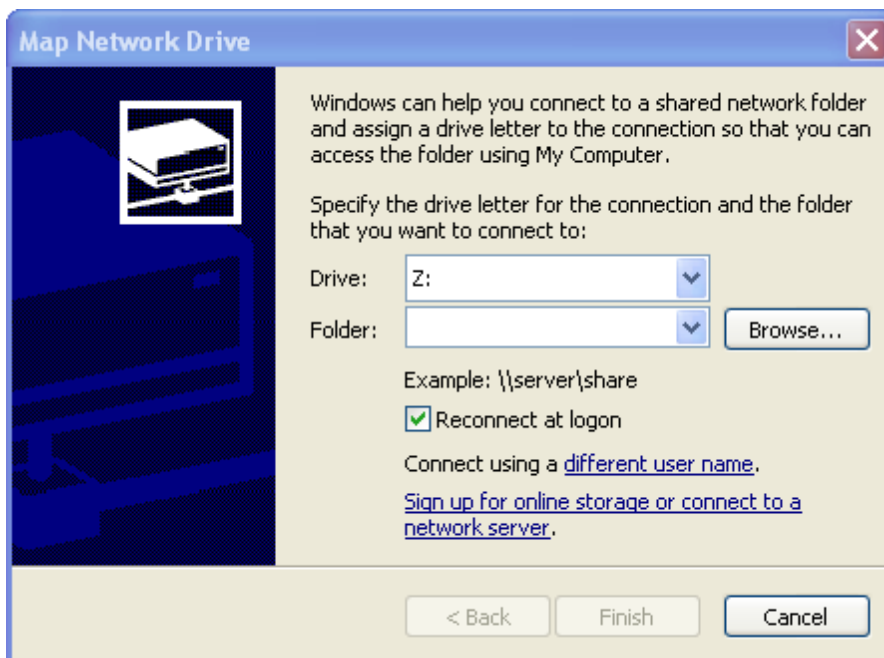 Map Network Drive
Windows can help you connect to a shared network folder
and assign a drive letter to the connection so that you can
access the folder using My Computer.
Specify the drive letter for the connection and the folder
that you want to connect to:
Drive: Z:
Folder: Browse...
Example: \\server\share
Reconnect at logon
Connect using a different user name.
Sign up for online storage or connect to a
network server.
< Back Finish Cancel